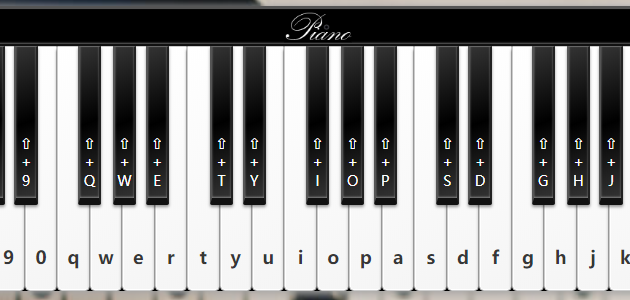 Piano
⇧ ⇧ ⇧ ⇧ ⇧ ⇧ ⇧ ⇧ ⇧ ⇧ ⇧ ⇧ ⇧ ⇧
+ + + + + + + + + + + + + +
9 Q W E T Y I O P S D G H J
9 0 q w e r t y u i o p a s d f g h j k